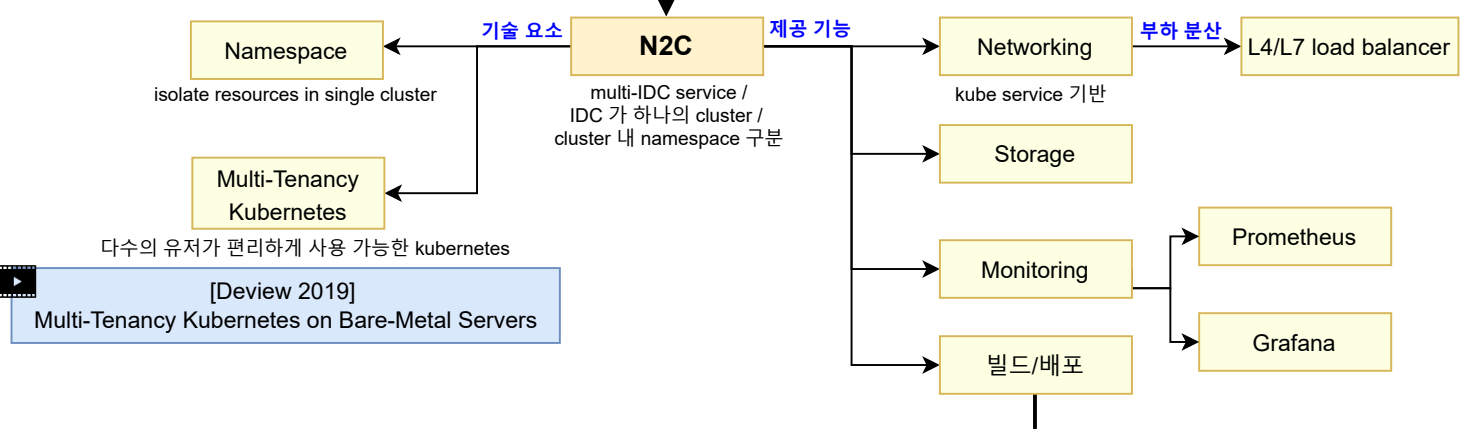 기술 요소
N2C
제공 기능
Namespace
isolate resources in single cluster
multi-IDC service /
IDC 가 하나의 cluster /
cluster 내 namespace 구분
Networking
kube service 기반
부하 분산
L4/L7 load balancer
Storage
Multi-Tenancy
Kubernetes
다수의 유저가 편리하게 사용 가능한 kubernetes
[Deview 2019]
Multi-Tenancy Kubernetes on Bare-Metal Servers
Monitoring
Prometheus
Grafana
빌드/배포